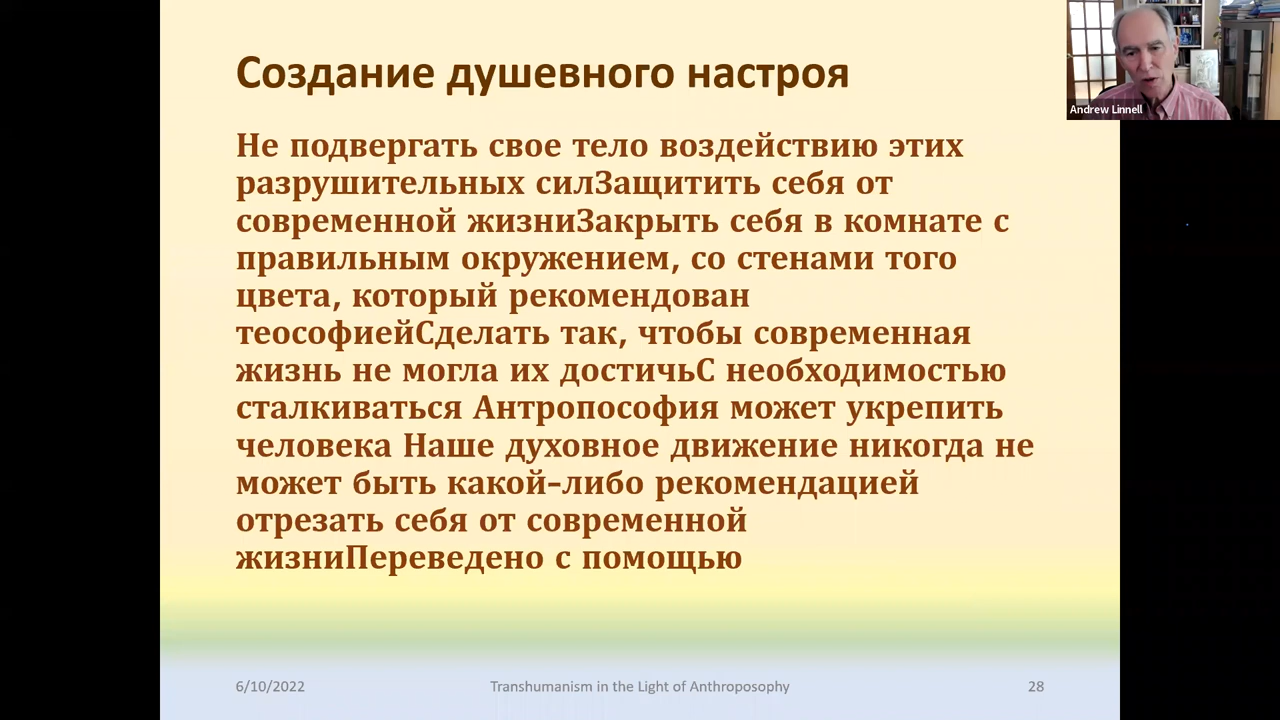 Создание душевного настроя
Не подвергать свое тело воздействию этих
разрушительных силЗащитить себя от
современной жизниЗакрыть себя в комнате с
правильным окружением, со стенами того
цвета, который рекомендован
теософиейСделать так, чтобы современная
жизнь не могла их достичьС необходимостью
сталкиваться Антропософия может укрепить
человека Наше духовное движение никогда не
может быть какой-либо рекомендацией
отрезать себя от современной
жизниПереведено с помощью
6/10/2022
Transhumanism in the Light of Anthroposophy
28
Andrew Linnell